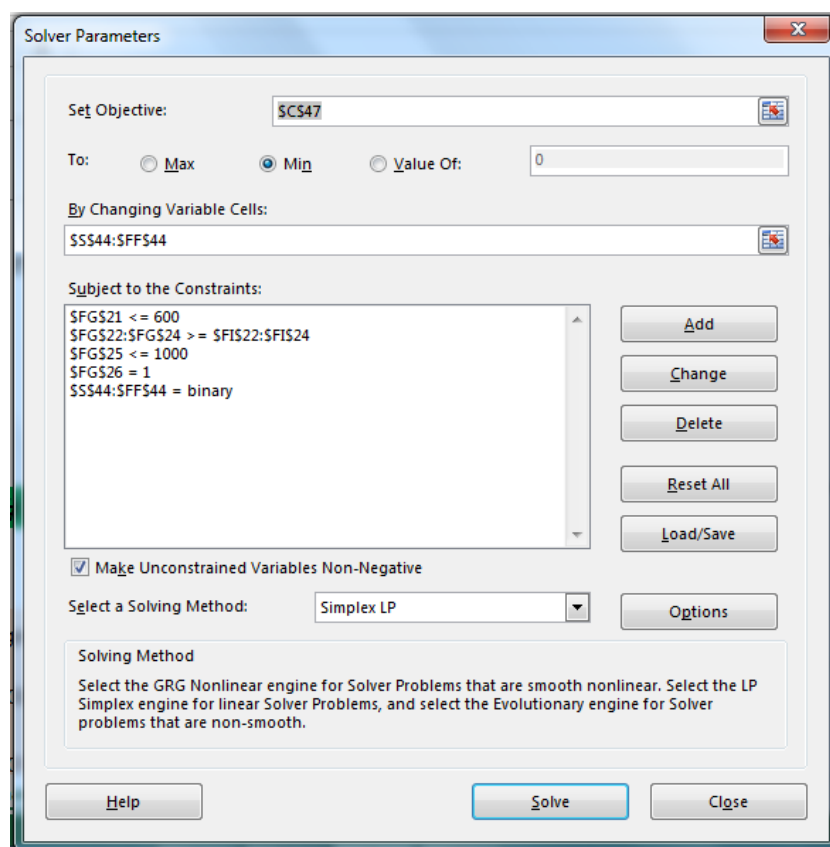 Solver Parameters
Set Objective: $C$47
To: Max Min Value Of: 0
By Changing Variable Cells:
$S$44:$FF$44
Subject to the Constraints:
$FG$21 <= 600
$FG$22:$FG$24 >= $FI$22:$FI$24
$FG$25 <= 1000
$FG$26 = 1
$S$44:$FF$44 = binary
Add
Change
Delete
Reset All
Load/Save
Make Unconstrained Variables Non-Negative
Select a Solving Method: Simplex LP Options
Solving Method
Select the GRG Nonlinear engine for Solver Problems that are smooth nonlinear. Select the LP
Simplex engine for linear Solver Problems, and select the Evolutionary engine for Solver
problems that are non-smooth.
Help Solve Close